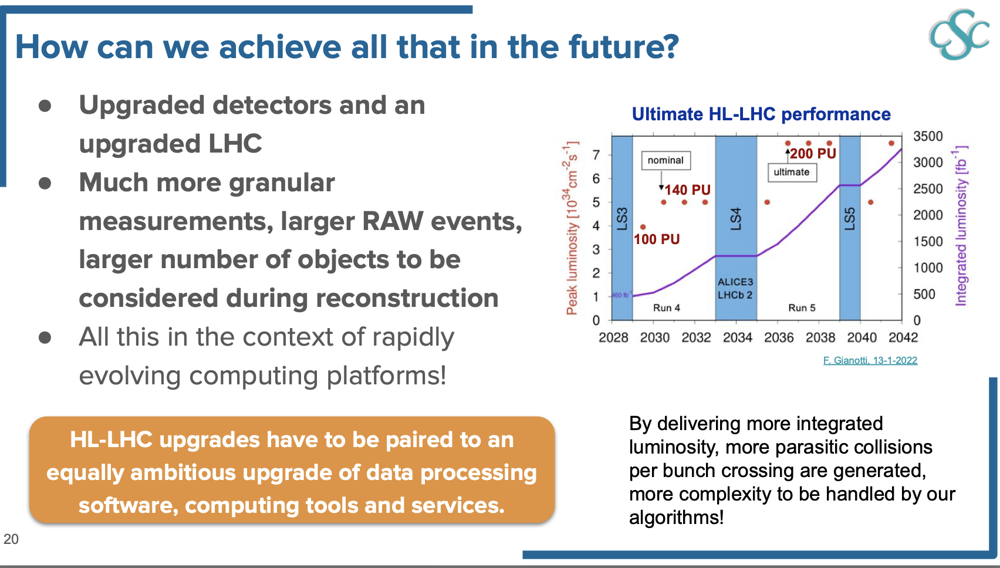 How can we achieve all that in the future?
CSC
● Upgraded detectors and an
upgraded LHC
● Much more granular
measurements, larger RAW events,
larger number of objects to be
considered during reconstruction
● All this in the context of rapidly
evolving computing platforms!
HL-LHC upgrades have to be paired to an
equally ambitious upgrade of data processing
software, computing tools and services.
Ultimate HL-LHC performance
Peak luminosity [10^34 cm^-2 s^-1]
7
6
5
4
3
2
1
0
3500
3000
2500
2000
1500
1000
500
0
Integrated luminosity [fb^-1]
nominal
140 PU
100 PU
200 PU
ultimate
LS3
LS4
LS5
460 fb^-1
ALICE3
LHCb 2
Run 4
Run 5
2028 2030 2032 2034 2036 2038 2040 2042
F. Gianotti, 13-1-2022
By delivering more integrated
luminosity, more parasitic collisions
per bunch crossing are generated,
more complexity to be handled by our
algorithms!
20